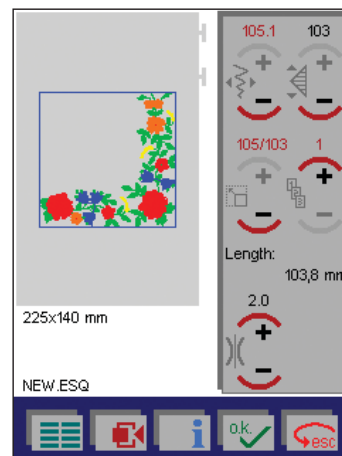 105.1 103
105/103 1
Length:
103,8 mm
2.0
225x140 mm
NEW.ESQ
i o.k. esc